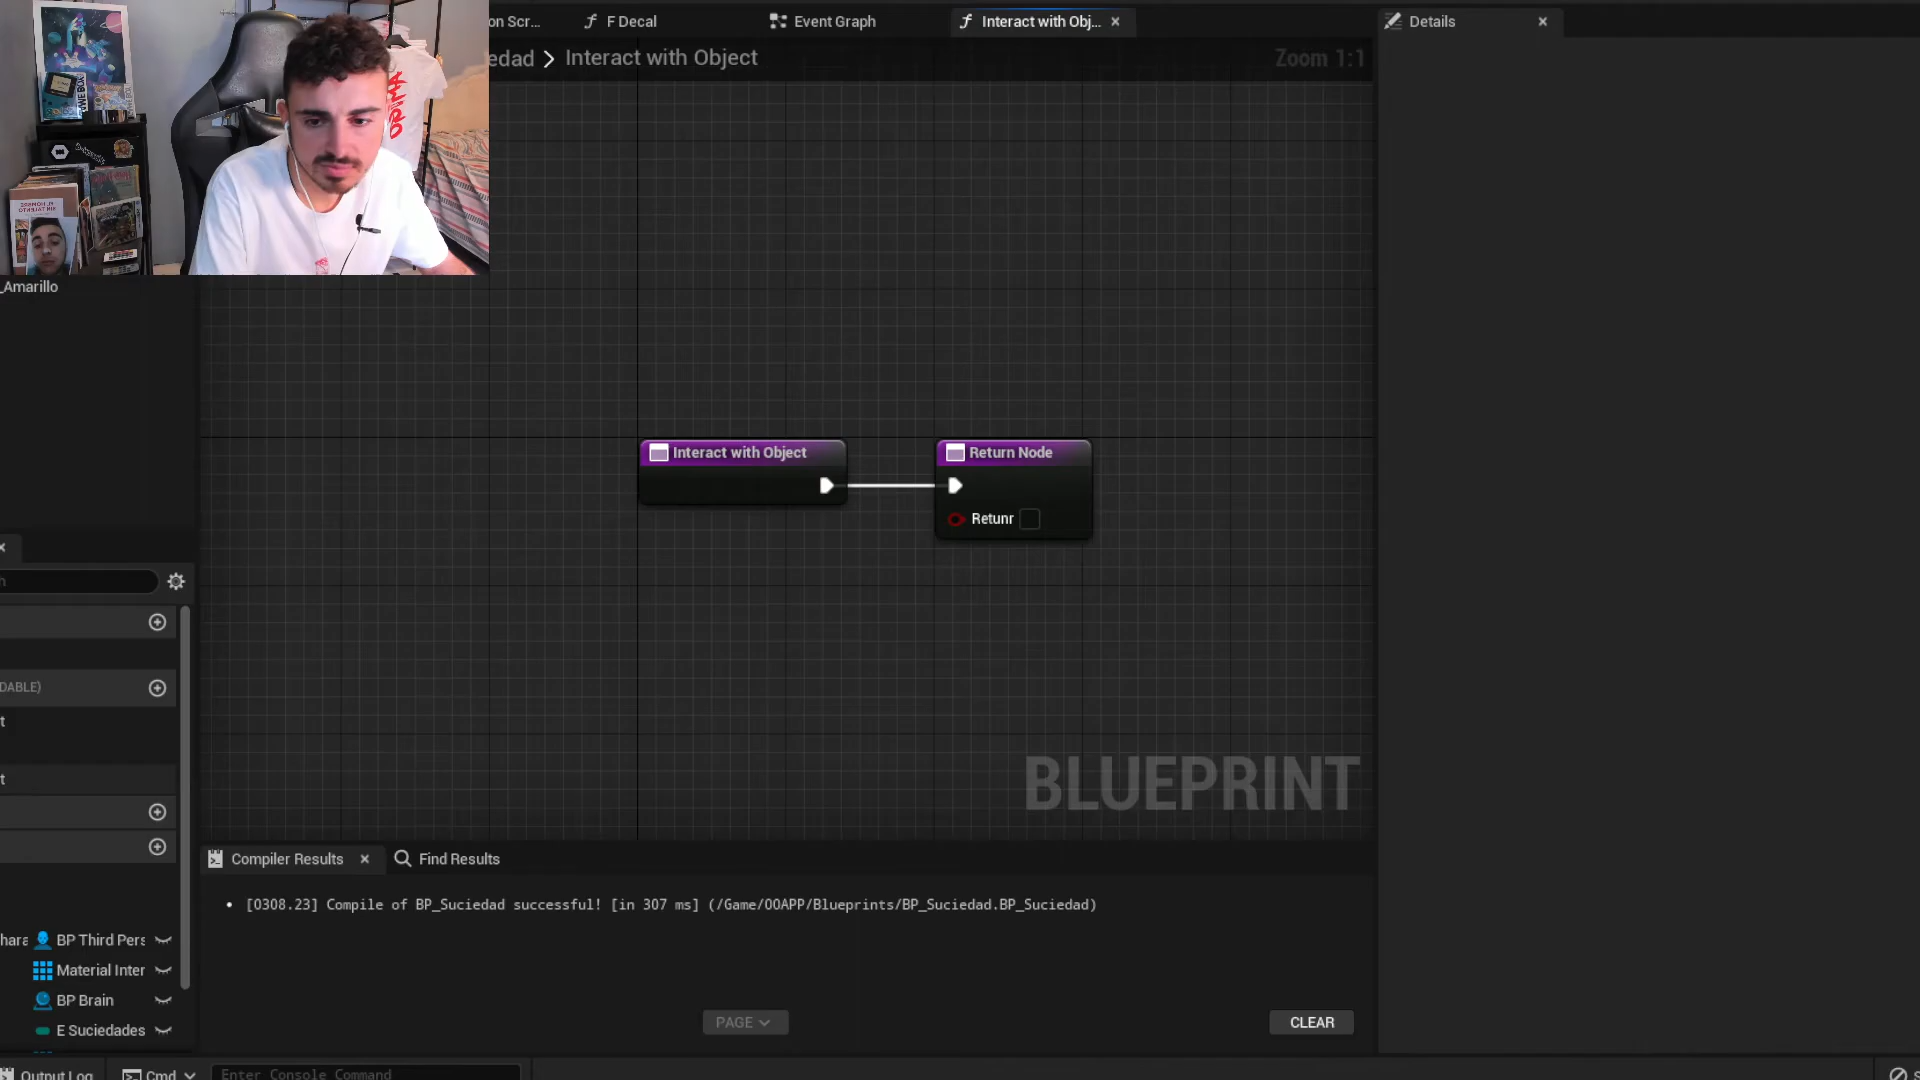 on Scr...
F Decal
Event Graph
Interact with Obj...
Details
edad > Interact with Object
Zoom 1:1
_Amarillo
Interact with Object
Return Node
Retunr
DABLE)
t
t
BLUEPRINT
Compiler Results
Find Results
[0308.23] Compile of BP_Suciedad successful! [in 307 ms] (/Game/OOAPP/Blueprints/BP_Suciedad.BP_Suciedad)
hara BP Third Pers
Material Inter
BP Brain
E Suciedades
PAGE
CLEAR
Output Log
Cmd
Enter Console Command